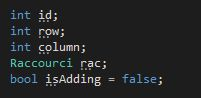 int id;
int row;
int column;
Raccourci rac;
bool isAdding = false;